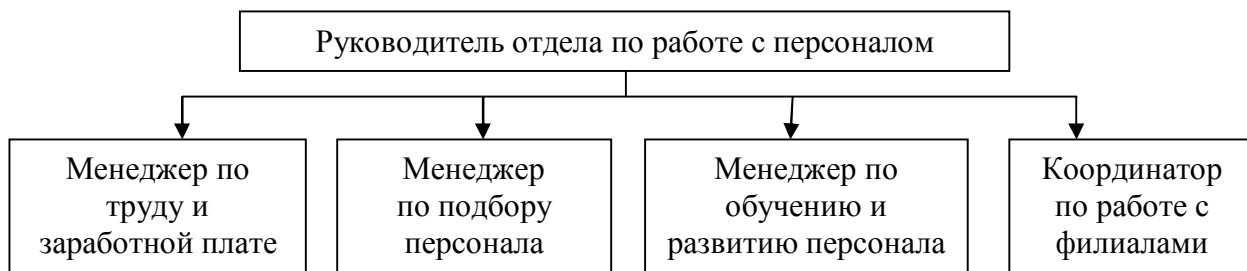 Руководитель отдела по работе с персоналом
Менеджер по
труду и
заработной плате
Менеджер
по подбору
персонала
Менеджер по
обучению и
развитию персонала
Координатор
по работе с
филиалами